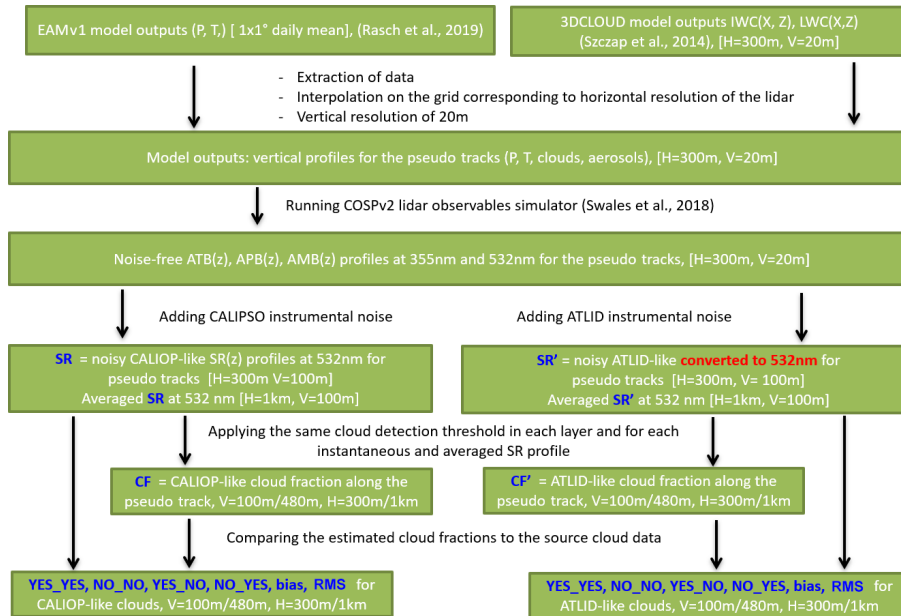 EAMv1 model outputs (P, T,) [ 1x1° daily mean], (Rasch et al., 2019)
3DCLOUD model outputs IWC(X, Z), LWC(X,Z)
(Szczap et al., 2014), [H=300m, V=20m]
- Extraction of data
- Interpolation on the grid corresponding to horizontal resolution of the lidar
- Vertical resolution of 20m
Model outputs: vertical profiles for the pseudo tracks (P, T, clouds, aerosols), [H=300m, V=20m]
Running COSPv2 lidar observables simulator (Swales et al., 2018)
Noise-free ATB(z), APB(z), AMB(z) profiles at 355nm and 532nm for the pseudo tracks, [H=300m, V=20m]
Adding CALIPSO instrumental noise
Adding ATLID instrumental noise
SR = noisy CALIOP-like SR(z) profiles at 532nm for
pseudo tracks [H=300m V=100m]
Averaged SR at 532 nm [H=1km, V=100m]
SR' = noisy ATLID-like converted to 532nm for
pseudo tracks [H=300m, V= 100m]
Averaged SR' at 532 nm [H=1km, V=100m]
Applying the same cloud detection threshold in each layer and for each
instantaneous and averaged SR profile
CF = CALIOP-like cloud fraction along the
pseudo track, V=100m/480m, H=300m/1km
CF' = ATLID-like cloud fraction along the
pseudo track, V=100m/480m, H=300m/1km
Comparing the estimated cloud fractions to the source cloud data
YES_YES, NO_NO, YES_NO, NO_YES, bias, RMS for
CALIOP-like clouds, V=100m/480m, H=300m/1km
YES_YES, NO_NO, YES_NO, NO_YES, bias, RMS for
ATLID-like clouds, V=100m/480m, H=300m/1km